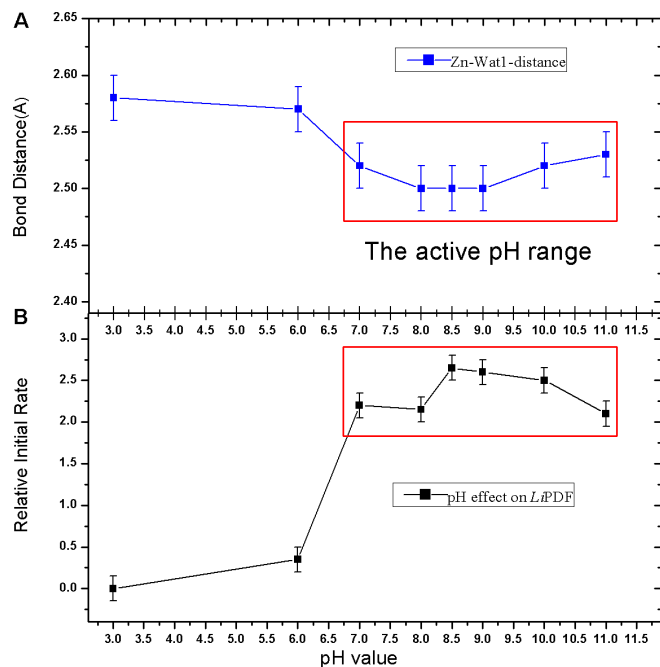 A
2.65
2.60
2.55
2.50
2.45
2.40
Bond Distance(A)
Zn-Wat1-distance
The active pH range
3.0 3.5 4.0 4.5 5.0 5.5 6.0 6.5 7.0 7.5 8.0 8.5 9.0 9.5 10.0 10.5 11.0 11.5
B
3.0
2.5
2.0
1.5
1.0
0.5
0.0
Relative Initial Rate
pH effect on LiPDF
3.0 3.5 4.0 4.5 5.0 5.5 6.0 6.5 7.0 7.5 8.0 8.5 9.0 9.5 10.0 10.5 11.0 11.5
pH value